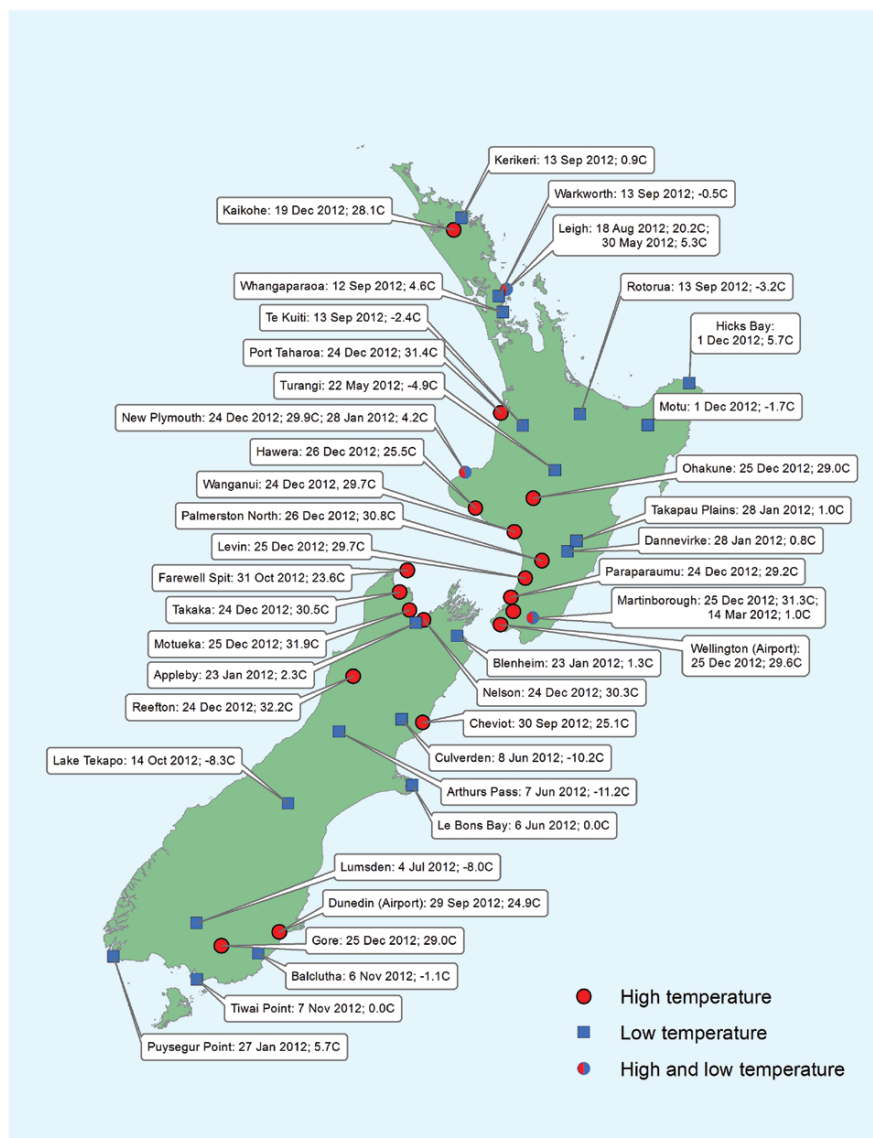 Kerikeri: 13 Sep 2012; 0.9C
Warkworth: 13 Sep 2012; -0.5C
Kaikohe: 19 Dec 2012; 28.1C
Leigh: 18 Aug 2012; 20.2C;
30 May 2012; 5.3C
Whangaparaoa: 12 Sep 2012; 4.6C
Rotorua: 13 Sep 2012; -3.2C
Te Kuiti: 13 Sep 2012; -2.4C
Hicks Bay:
1 Dec 2012; 5.7C
Port Taharoa: 24 Dec 2012; 31.4C
Turangi: 22 May 2012; -4.9C
Motu: 1 Dec 2012; -1.7C
New Plymouth: 24 Dec 2012; 29.9C; 28 Jan 2012; 4.2C
Hawera: 26 Dec 2012; 25.5C
Ohakune: 25 Dec 2012; 29.0C
Wanganui: 24 Dec 2012, 29.7C
Takapau Plains: 28 Jan 2012; 1.0C
Palmerston North: 26 Dec 2012; 30.8C
Dannevirke: 28 Jan 2012; 0.8C
Levin: 25 Dec 2012; 29.7C
Paraparaumu: 24 Dec 2012; 29.2C
Farewell Spit: 31 Oct 2012; 23.6C
Martinborough: 25 Dec 2012; 31.3C;
14 Mar 2012; 1.0C
Takaka: 24 Dec 2012; 30.5C
Motueka: 25 Dec 2012; 31.9C
Wellington (Airport):
25 Dec 2012; 29.6C
Blenheim: 23 Jan 2012; 1.3C
Appleby: 23 Jan 2012; 2.3C
Nelson: 24 Dec 2012; 30.3C
Reefton: 24 Dec 2012; 32.2C
Cheviot: 30 Sep 2012; 25.1C
Culverden: 8 Jun 2012; -10.2C
Lake Tekapo: 14 Oct 2012; -8.3C
Arthurs Pass: 7 Jun 2012; -11.2C
Le Bons Bay: 6 Jun 2012; 0.0C
Lumsden: 4 Jul 2012; -8.0C
Dunedin (Airport): 29 Sep 2012; 24.9C
Gore: 25 Dec 2012; 29.0C
Balclutha: 6 Nov 2012; -1.1C
Tiwai Point: 7 Nov 2012; 0.0C
Puysegur Point: 27 Jan 2012; 5.7C
High temperature
Low temperature
High and low temperature